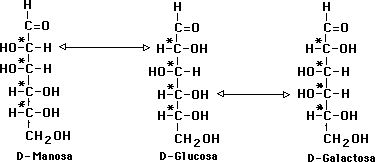 H H H
C=O C=O C=O
* * *
HO-C-H H-C-OH H-C-OH
* * *
HO-C-H HO-C-H HO-C-H
* * *
H-C-OH H-C-OH HO-C-H
* * *
H-C-OH H-C-OH H-C-OH
CH₂OH CH₂OH CH₂OH
D-Manosa D-Glucosa D-Galactosa